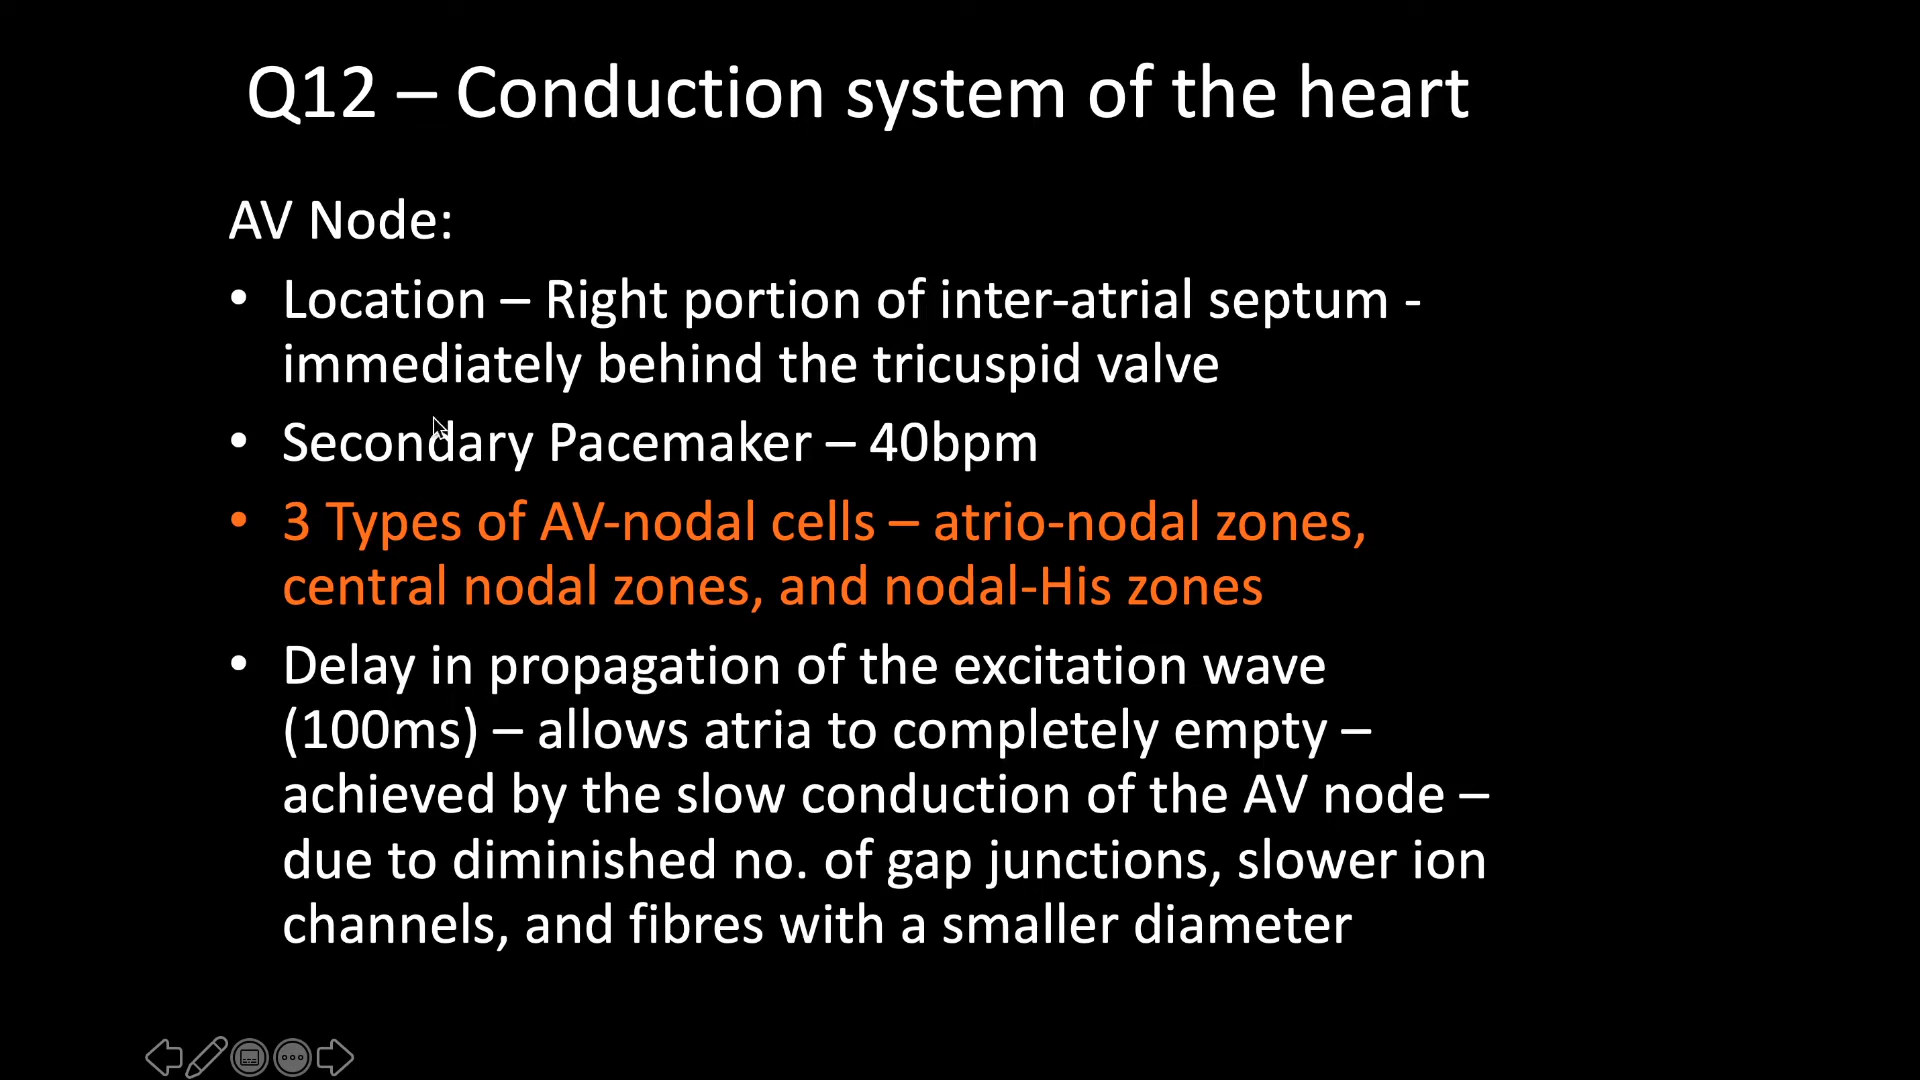 Q12 – Conduction system of the heart
AV Node:
• Location – Right portion of inter-atrial septum -
immediately behind the tricuspid valve
• Secondary Pacemaker – 40bpm
• 3 Types of AV-nodal cells – atrio-nodal zones,
central nodal zones, and nodal-His zones
• Delay in propagation of the excitation wave
(100ms) – allows atria to completely empty –
achieved by the slow conduction of the AV node –
due to diminished no. of gap junctions, slower ion
channels, and fibres with a smaller diameter